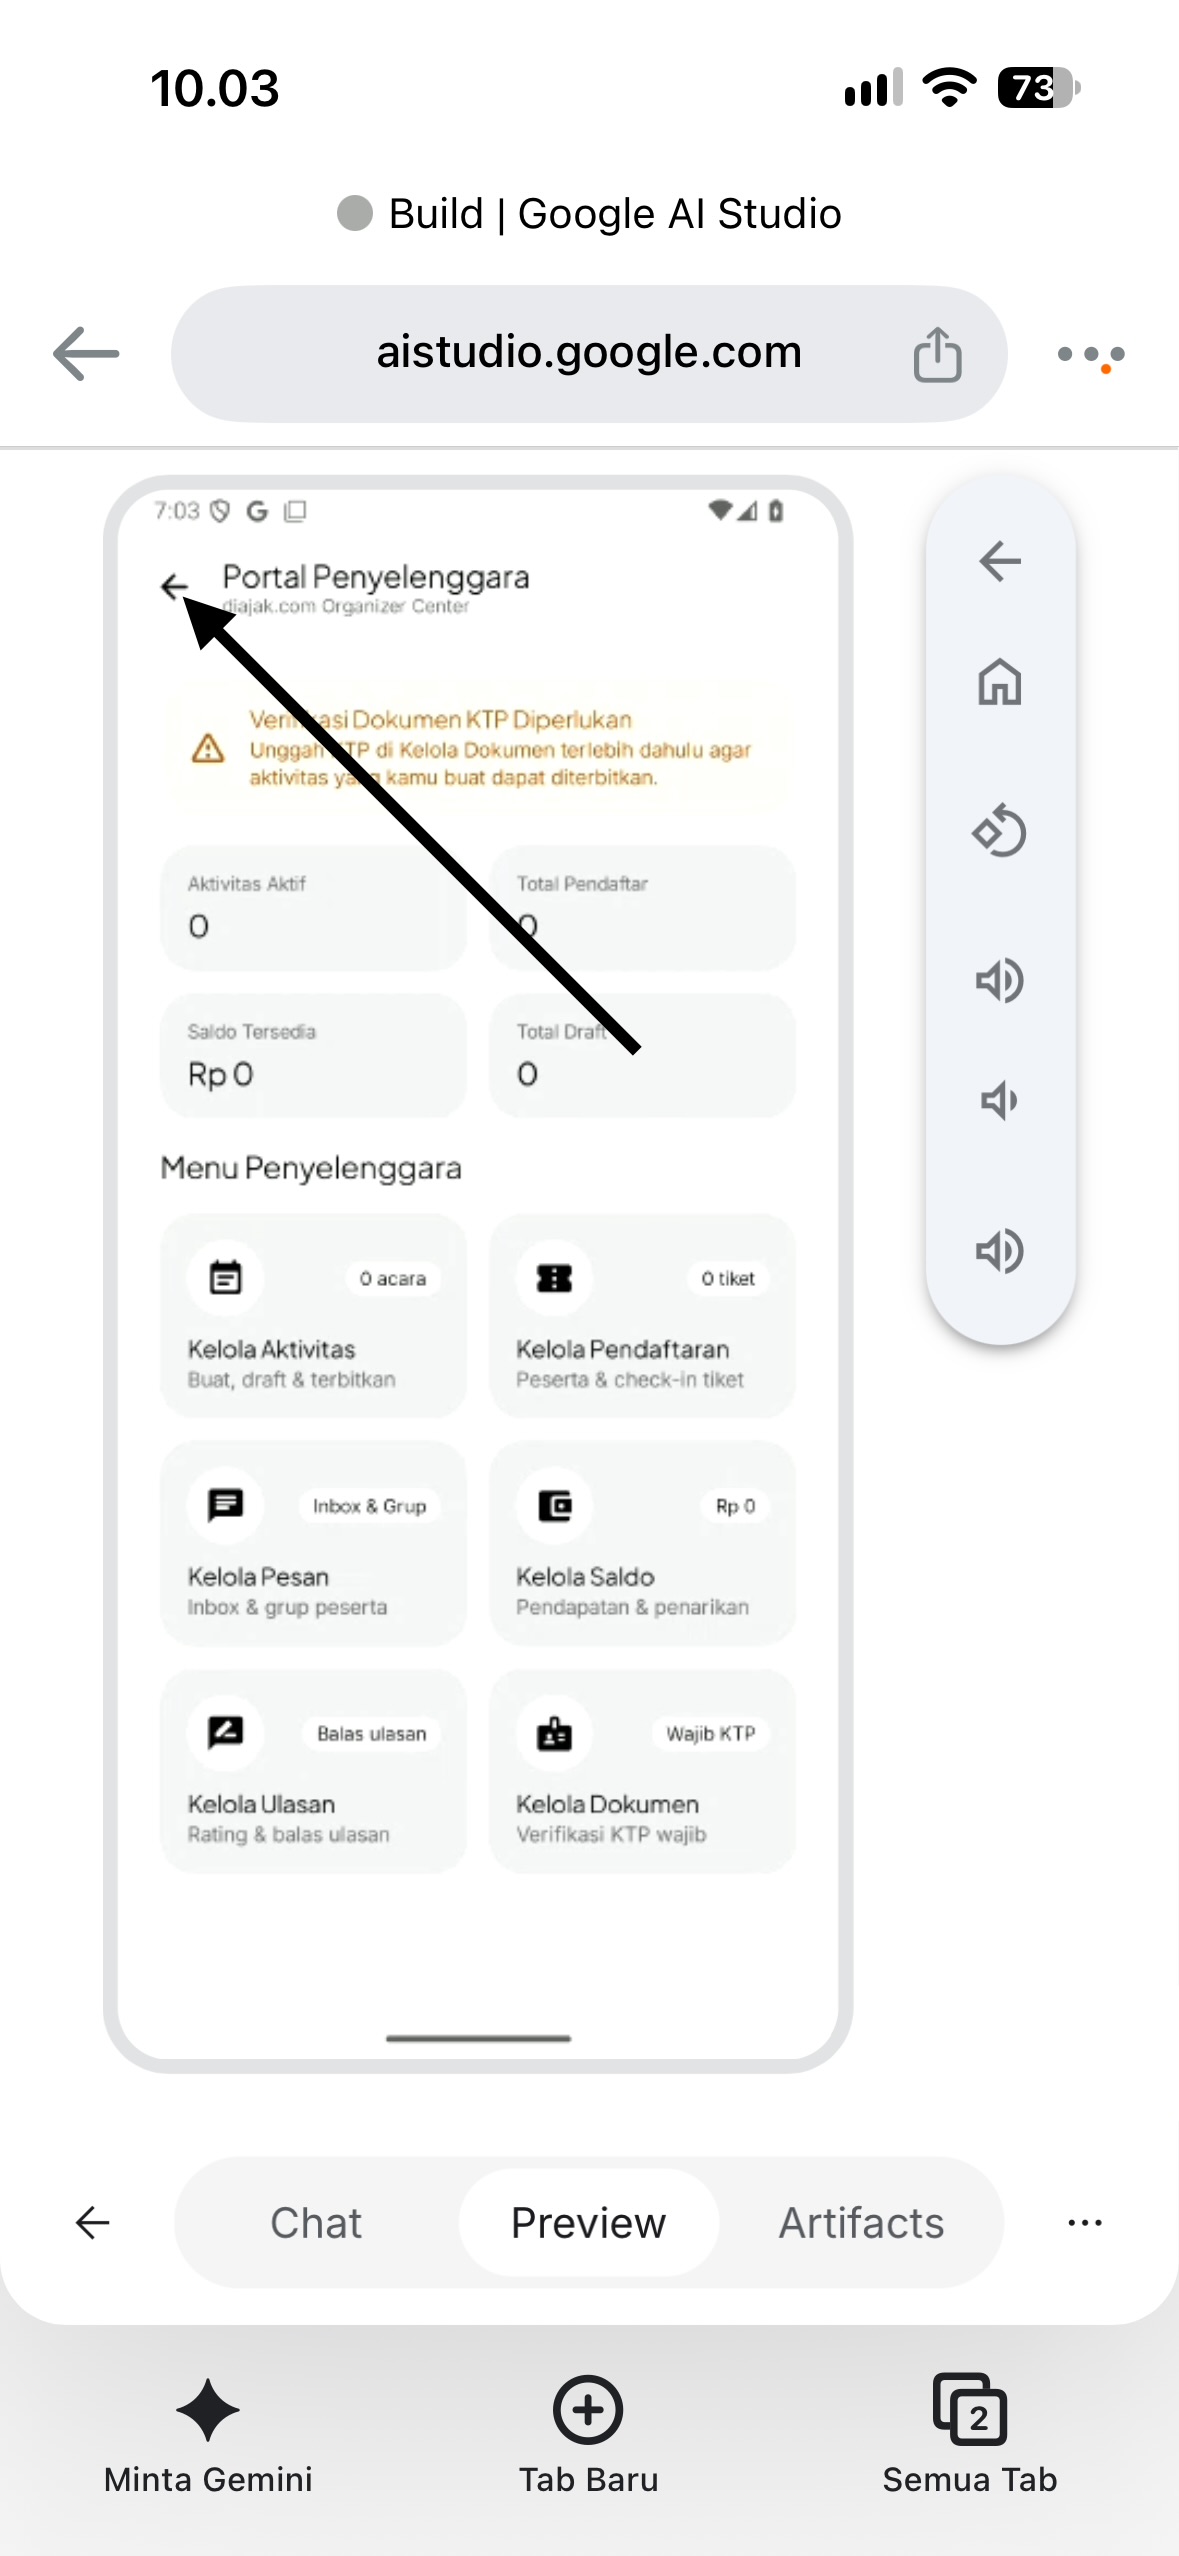 10.03
73
Build | Google AI Studio
aistudio.google.com
7:03
Portal Penyelenggara
diajak.com Organizer Center
Verifikasi Dokumen KTP Diperlukan
Unggah KTP di Kelola Dokumen terlebih dahulu agar
aktivitas yang kamu buat dapat diterbitkan.
Aktivitas Aktif
0
Total Pendaftar
0
Saldo Tersedia
Rp 0
Total Draft
0
Menu Penyelenggara
0 acara
Kelola Aktivitas
Buat, draft & terbitkan
0 tiket
Kelola Pendaftaran
Peserta & check-in tiket
Inbox & Grup
Kelola Pesan
Inbox & grup peserta
Rp 0
Kelola Saldo
Pendapatan & penarikan
Balas ulasan
Kelola Ulasan
Rating & balas ulasan
Wajib KTP
Kelola Dokumen
Verifikasi KTP wajib
Chat
Preview
Artifacts
Minta Gemini
Tab Baru
2
Semua Tab